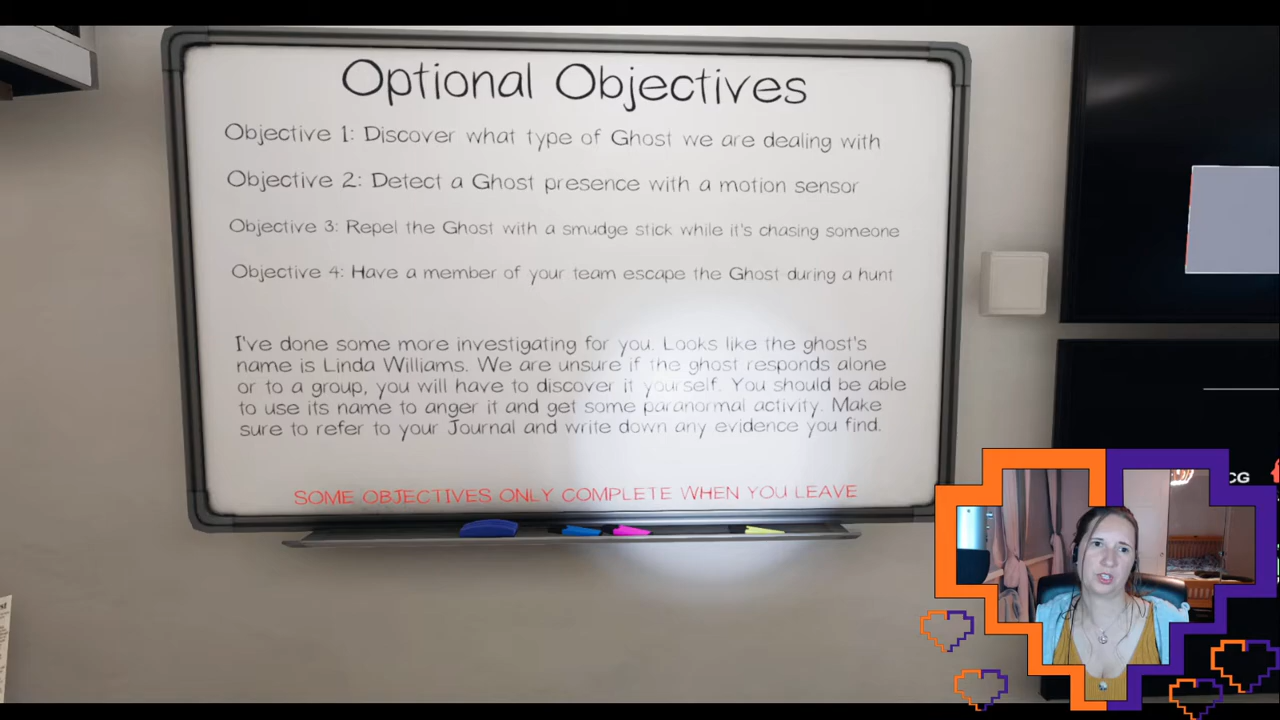 Optional Objectives
Objective 1: Discover what type of Ghost we are dealing with
Objective 2: Detect a Ghost presence with a motion sensor
Objective 3: Repel the Ghost with a smudge stick while it's chasing someone
Objective 4: Have a member of your team escape the Ghost during a hunt
I've done some more investigating for you. Looks like the ghost's
name is Linda Williams. We are unsure if the ghost responds alone
or to a group, you will have to discover it yourself. You should be able
to use its name to anger it and get some paranormal activity. Make
sure to refer to your Journal and write down any evidence you find.
SOME OBJECTIVES ONLY COMPLETE WHEN YOU LEAVE
CG